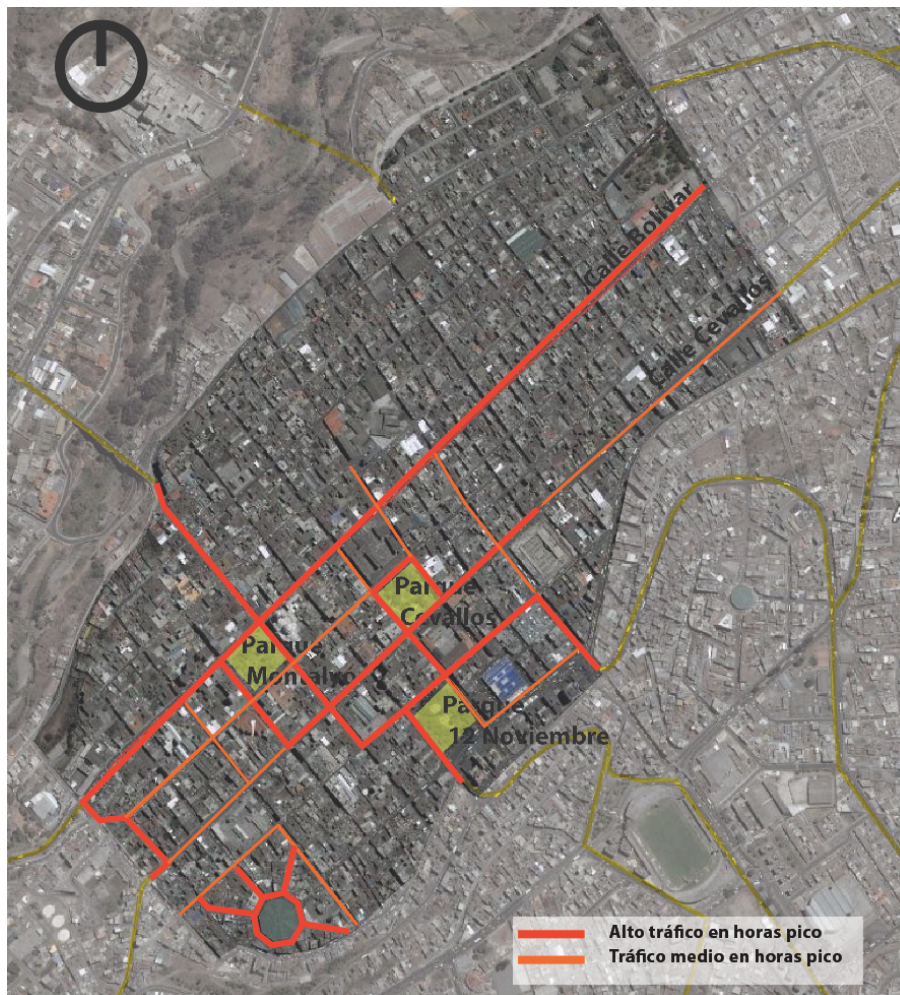 Calle Bolivar
Calle Cevallos
Parque
Cevallos
Parque
Montalvo
Parque
12 Noviembre
Alto tráfico en horas pico
Tráfico medio en horas pico